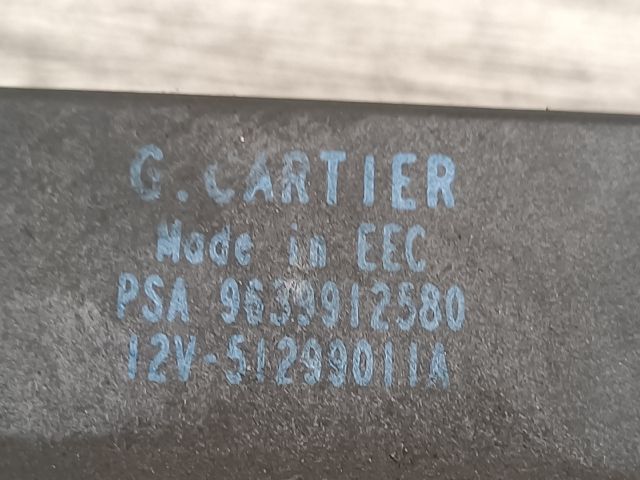 G. CARTIER
Made in EEC
PSA 9639912580
12V-51299011A